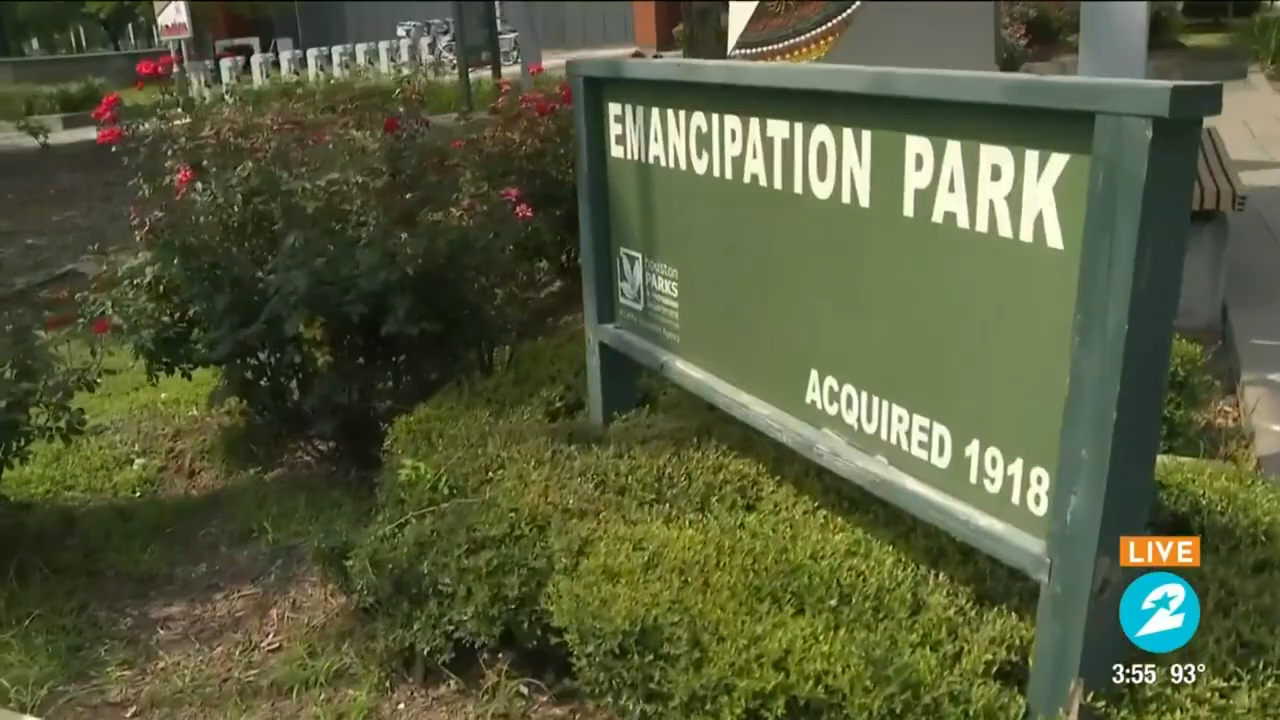 EMANCIPATION PARK
houston
PARKS
ACQUIRED 1918
LIVE
2
3:55 93°